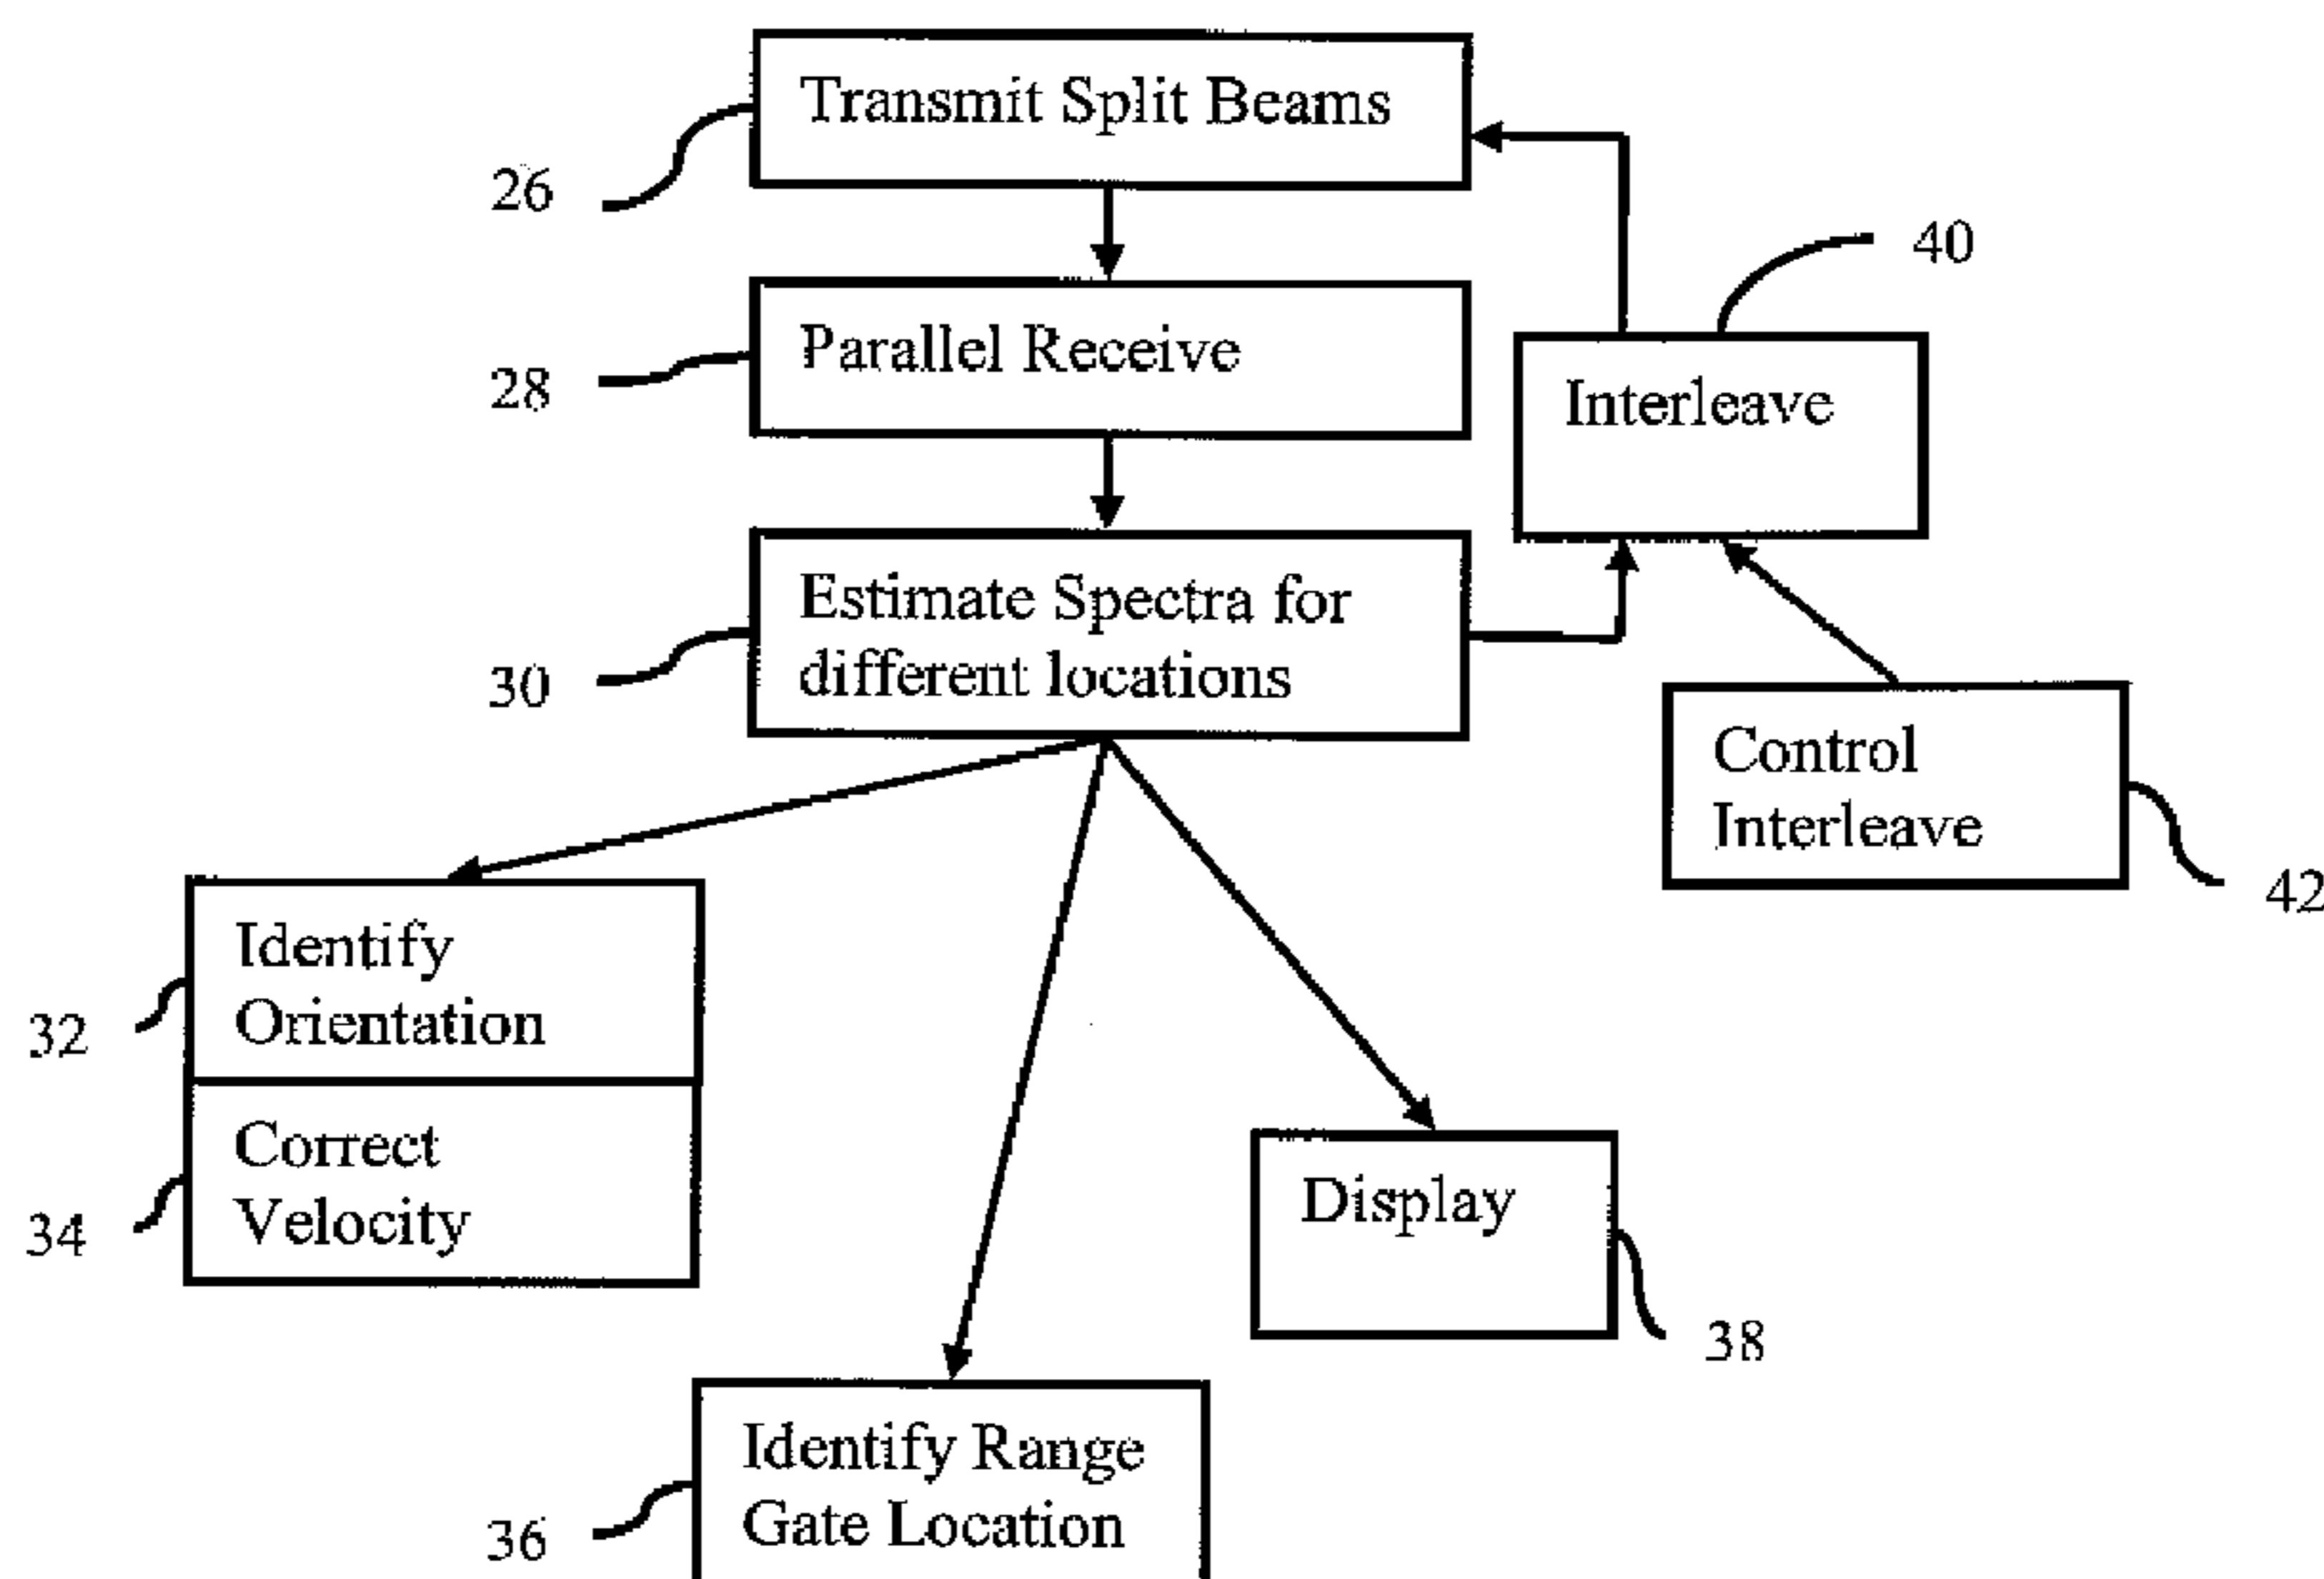 Transmit Split Beams
26
40
Parallel Receive
28
Interleave
Estimate Spectra for
different locations
30
Control
Interleave
42
Identify
Orientation
32
Correct
Velocity
34
Display
38
Identify Range
Gate Location
36